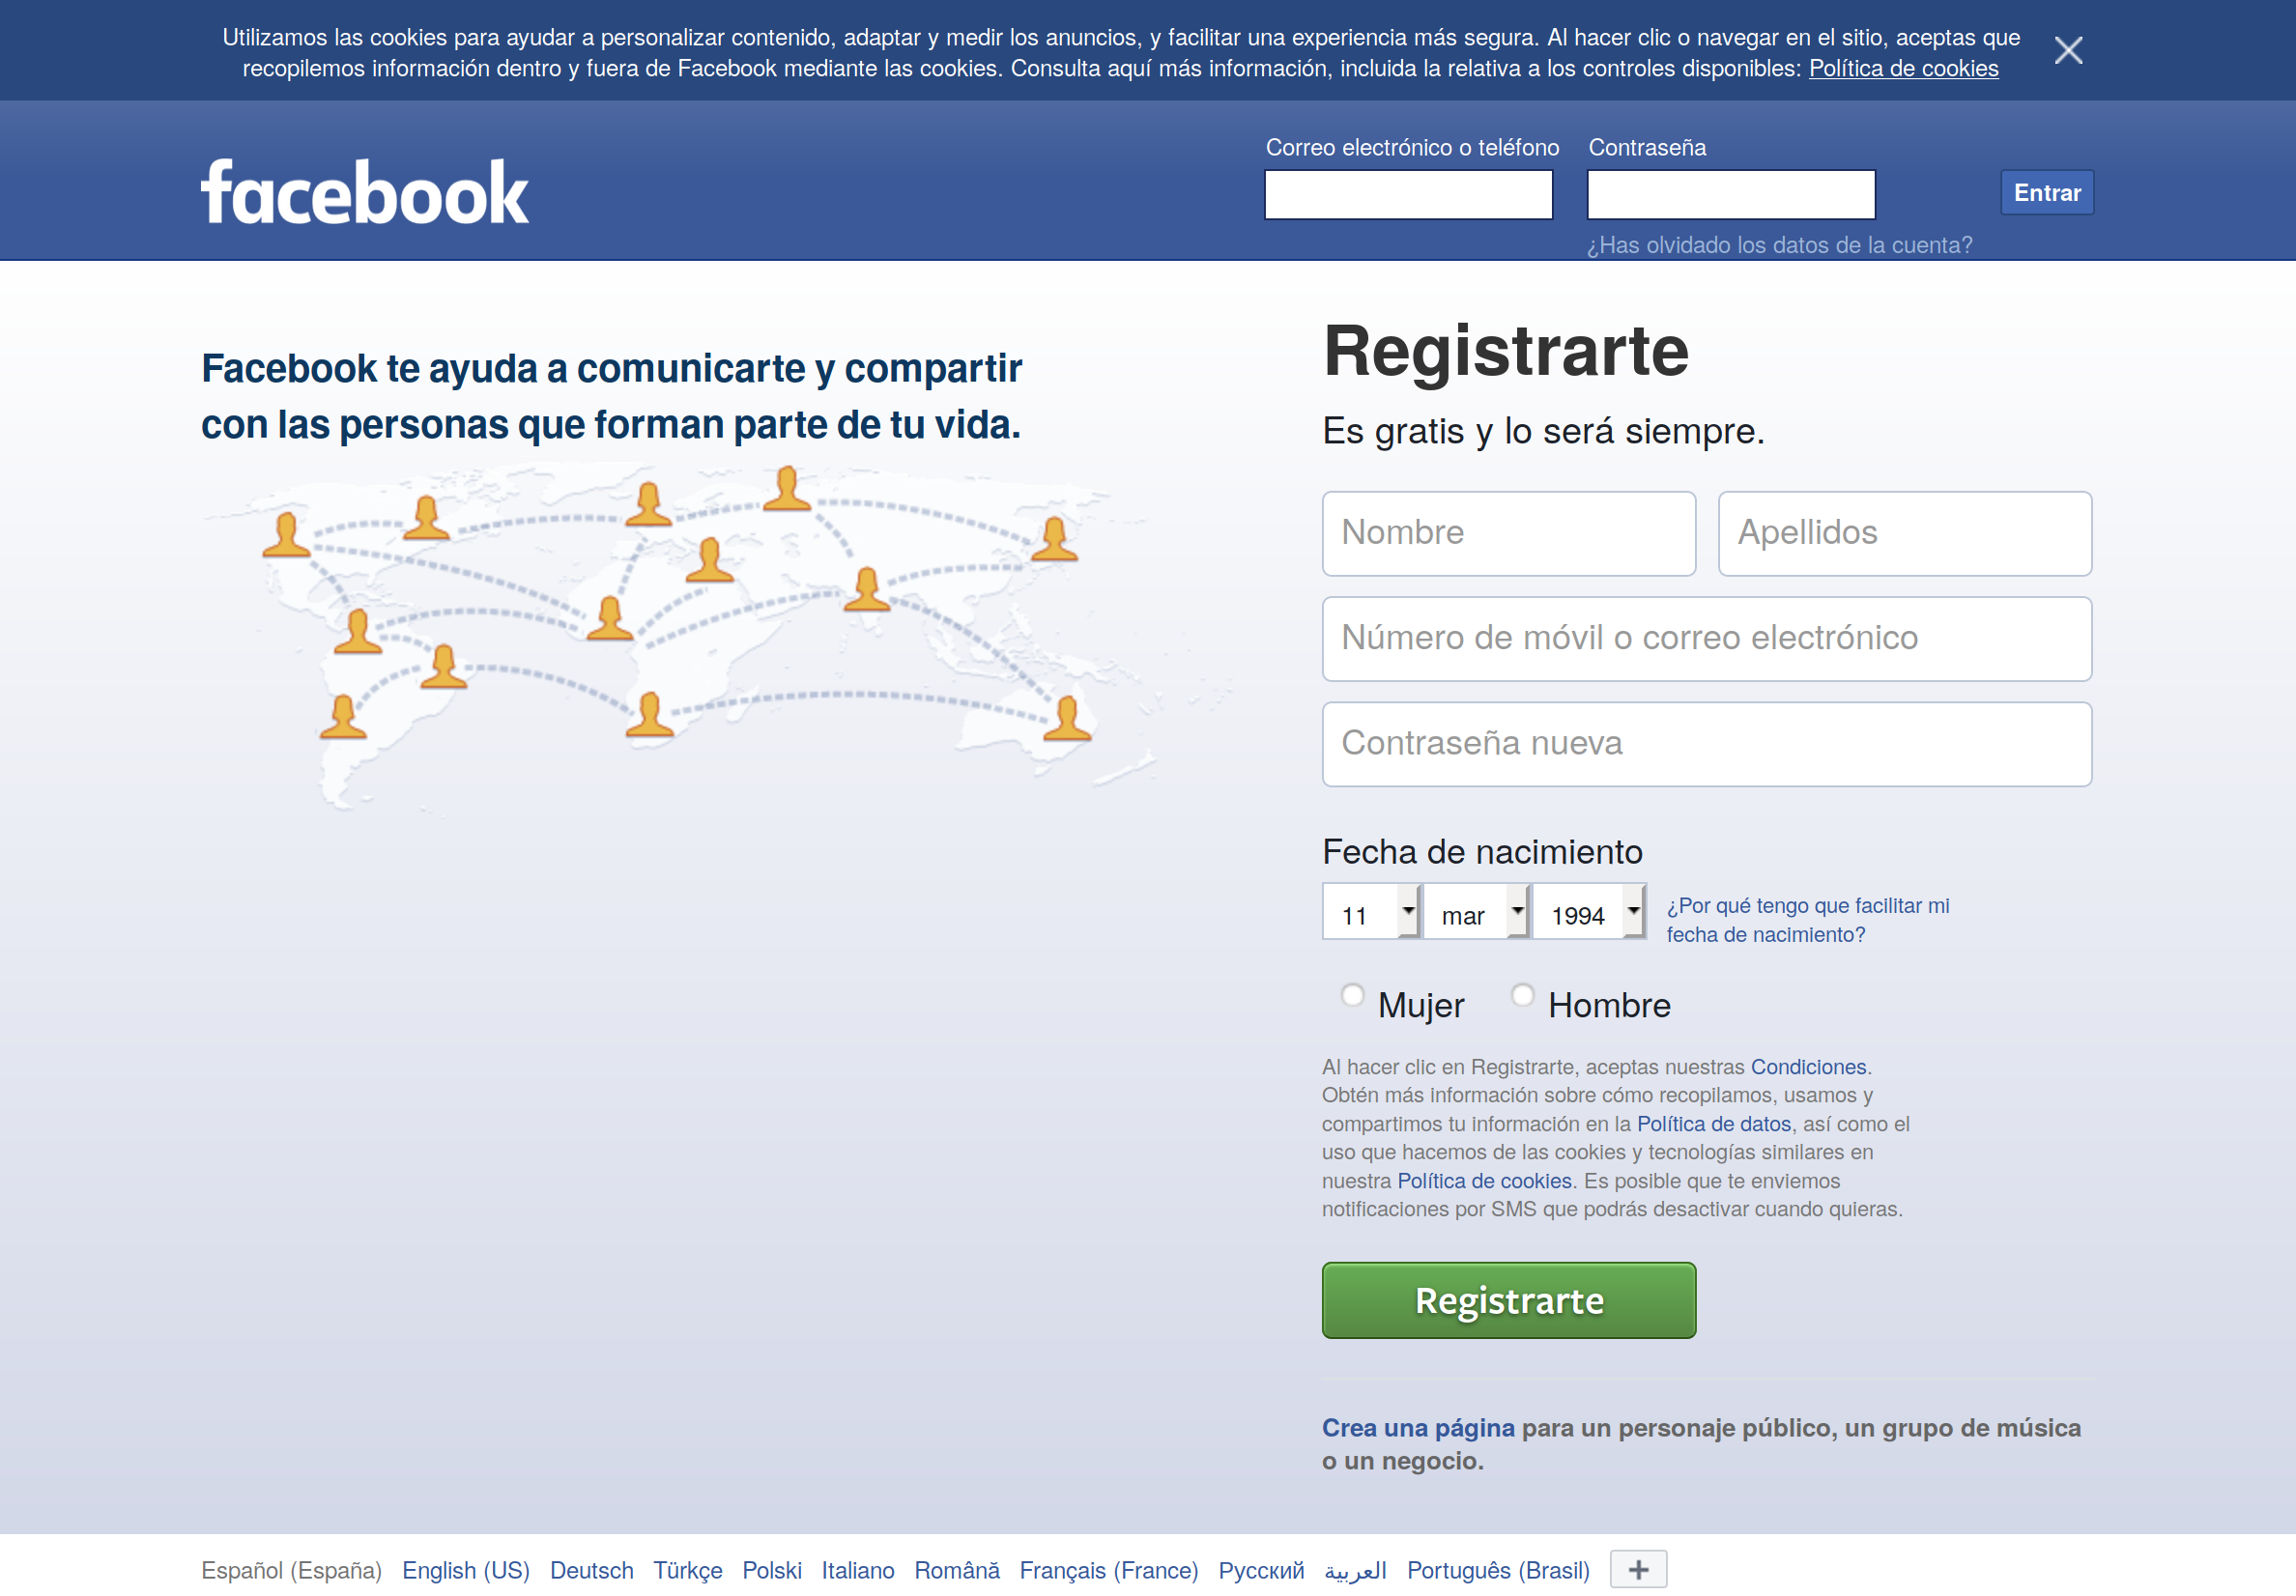 Utilizamos las cookies para ayudar a personalizar contenido, adaptar y medir los anuncios, y facilitar una experiencia más segura. Al hacer clic o navegar en el sitio, aceptas que
recopilemos información dentro y fuera de Facebook mediante las cookies. Consulta aquí más información, incluida la relativa a los controles disponibles: Política de cookies
facebook
Correo electrónico o teléfono
Contraseña
Entrar
¿Has olvidado los datos de la cuenta?
Facebook te ayuda a comunicarte y compartir
con las personas que forman parte de tu vida.
Registrarte
Es gratis y lo será siempre.
Nombre
Apellidos
Número de móvil o correo electrónico
Contraseña nueva
Fecha de nacimiento
11 mar 1994
¿Por qué tengo que facilitar mi
fecha de nacimiento?
Mujer Hombre
Al hacer clic en Registrarte, aceptas nuestras Condiciones.
Obtén más información sobre cómo recopilamos, usamos y
compartimos tu información en la Política de datos, así como el
uso que hacemos de las cookies y tecnologías similares en
nuestra Política de cookies. Es posible que te enviemos
notificaciones por SMS que podrás desactivar cuando quieras.
Registrarte
Crea una página para un personaje público, un grupo de música
o un negocio.
Español (España) English (US) Deutsch Türkçe Polski Italiano Română Français (France) Русский العربية Português (Brasil) +